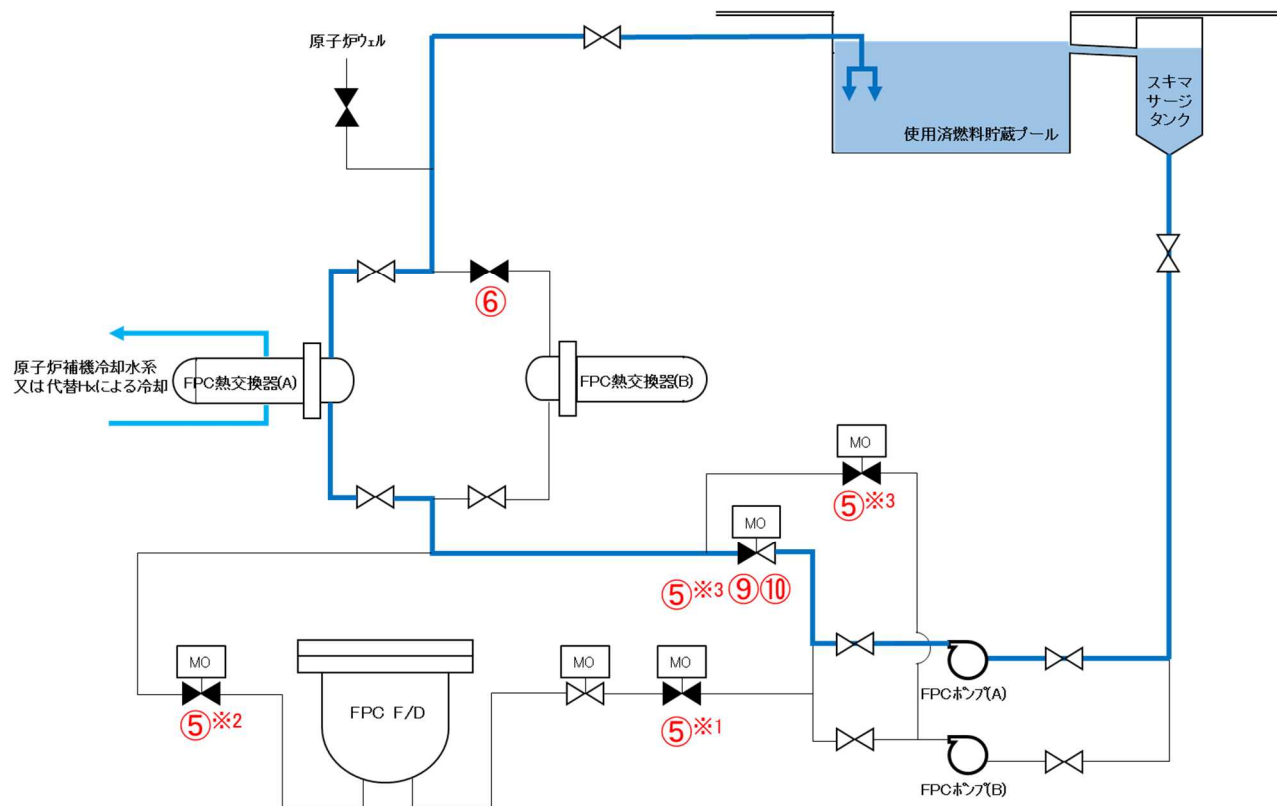 原子炉ウェル
スキマ
サージ
タンク
使用済燃料貯蔵プール
⑥
原子炉補機冷却水系
又は代替Hxによる冷却
FPC熱交換器(A)
FPC熱交換器(B)
MO
⑤※3
MO
⑤※3 ⑨⑩
MO
⑤※2
FPC F/D
MO
MO
⑤※1
FPCポンプ(A)
FPCポンプ(B)